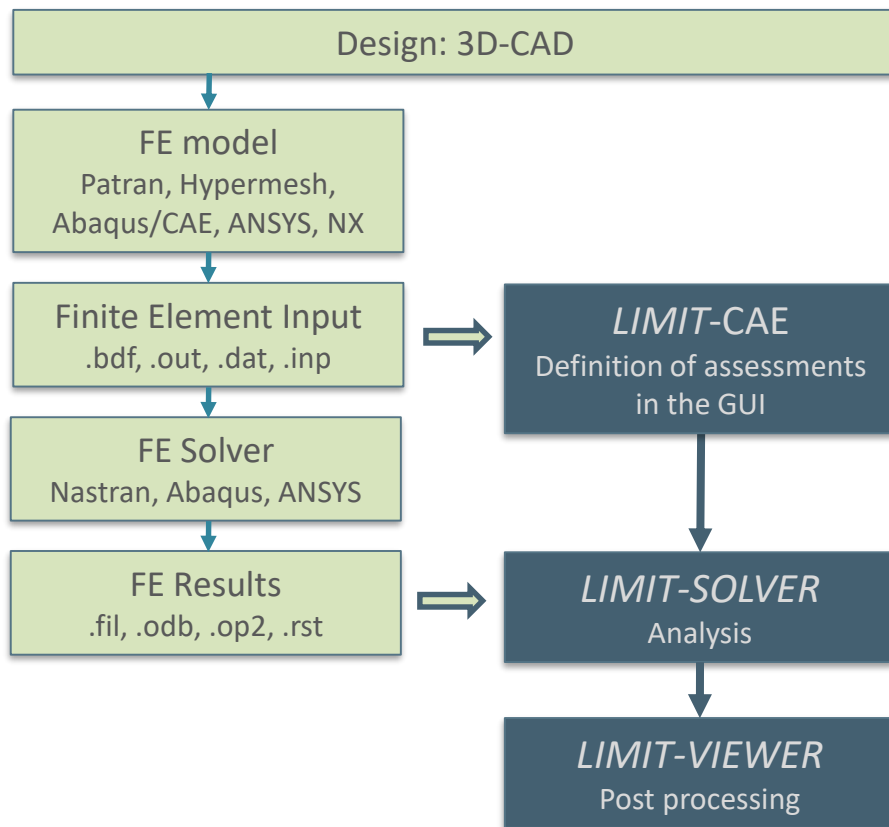 Design: 3D-CAD
FE model
Patran, Hypermesh,
Abaqus/CAE, ANSYS, NX
Finite Element Input
.bdf, .out, .dat, .inp
LIMIT-CAE
Definition of assessments
in the GUI
FE Solver
Nastran, Abaqus, ANSYS
FE Results
.fil, .odb, .op2, .rst
LIMIT-SOLVER
Analysis
LIMIT-VIEWER
Post processing